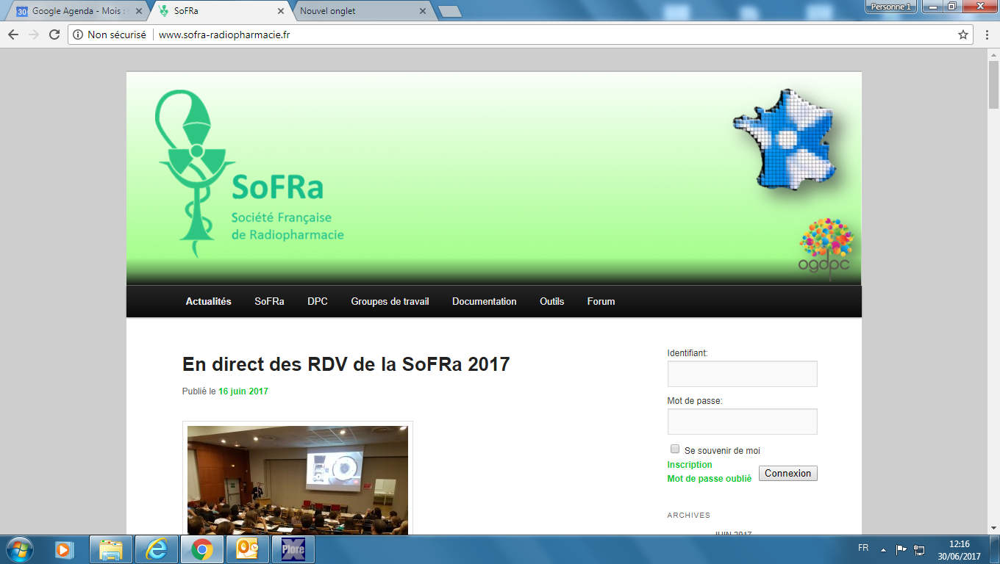 30 Google Agenda - Mois :
SoFRa
Nouvel onglet
Personne 1
Non sécurisé
www.sofra-radiopharmacie.fr
SoFRa
Société Française
de Radiopharmacie
ogdpc
Actualités SoFRa DPC Groupes de travail Documentation Outils Forum
En direct des RDV de la SoFRa 2017
Publié le 16 juin 2017
Identifiant:
Mot de passe:
Se souvenir de moi
Inscription
Mot de passe oublié
Connexion
ARCHIVES
JUIN 2017
Plore
FR
12:16
30/06/2017